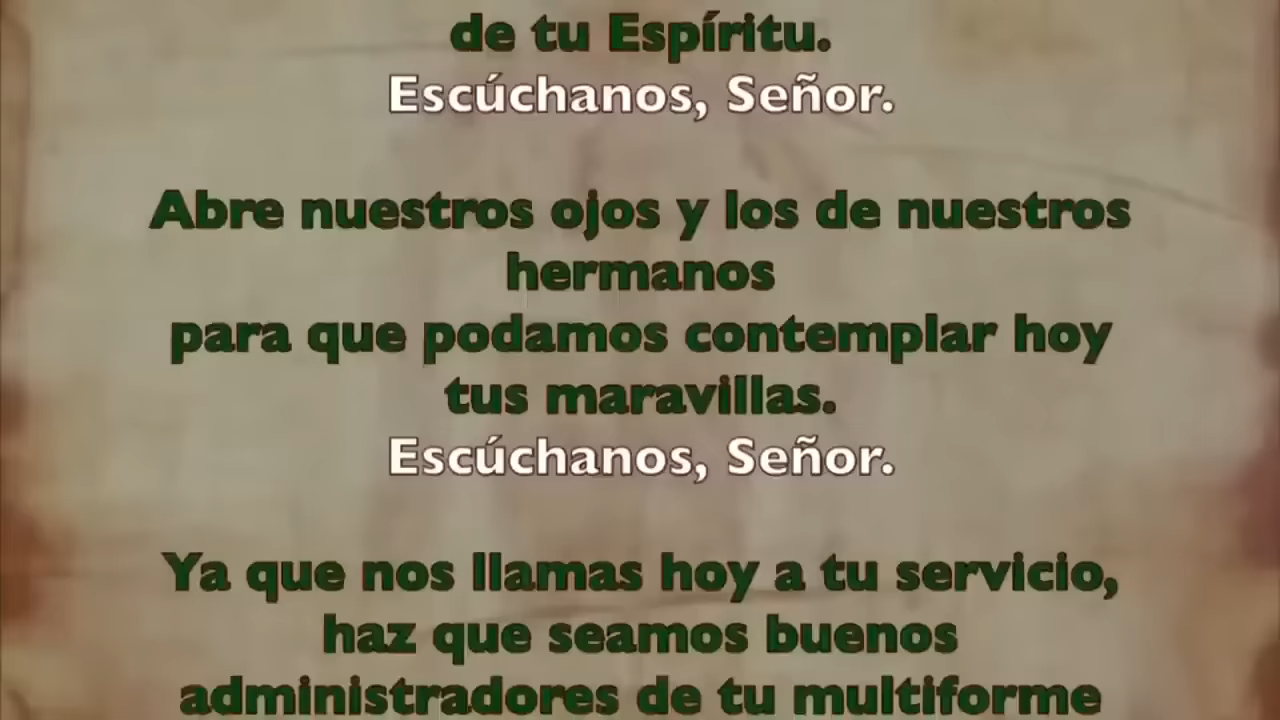 de tu Espíritu.
Escúchanos, Señor.
Abre nuestros ojos y los de nuestros
hermanos
para que podamos contemplar hoy
tus maravillas.
Escúchanos, Señor.
Ya que nos llamas hoy a tu servicio,
haz que seamos buenos
administradores de tu multiforme